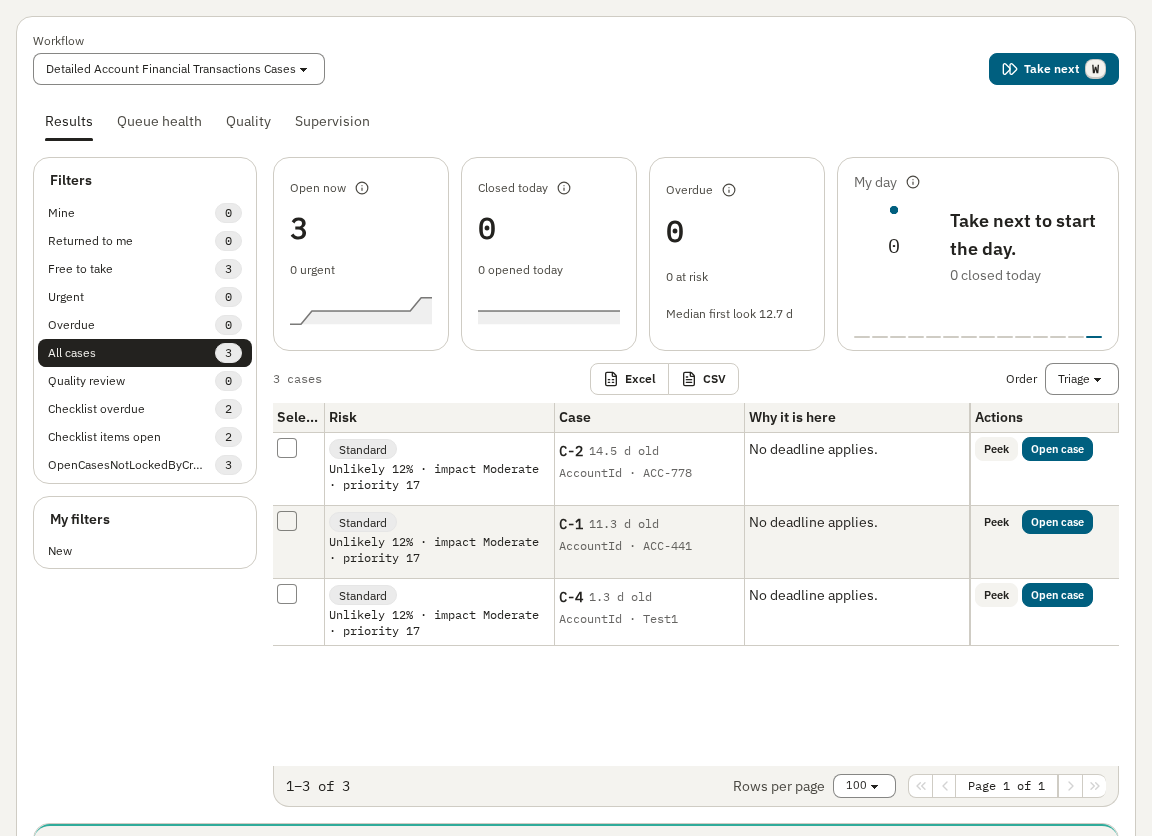 Workflow
Detailed Account Financial Transactions Cases
Take next W
Results Queue health Quality Supervision
Filters
Mine 0
Returned to me 0
Free to take 3
Urgent 0
Overdue 0
All cases 3
Quality review 0
Checklist overdue 2
Checklist items open 2
OpenCasesNotLockedByCr... 3
My filters
New
Open now
3
0 urgent
Closed today
0
0 opened today
Overdue
0
0 at risk
Median first look 12.7 d
My day
0
Take next to start
the day.
0 closed today
3 cases
Excel CSV
Order Triage
Sele... Risk Case Why it is here Actions
Standard
Unlikely 12% · impact Moderate
· priority 17
C-2 14.5 d old
AccountId · ACC-778
No deadline applies.
Peek Open case
Standard
Unlikely 12% · impact Moderate
· priority 17
C-1 11.3 d old
AccountId · ACC-441
No deadline applies.
Peek Open case
Standard
Unlikely 12% · impact Moderate
· priority 17
C-4 1.3 d old
AccountId · Test1
No deadline applies.
Peek Open case
1–3 of 3
Rows per page 100
Page 1 of 1